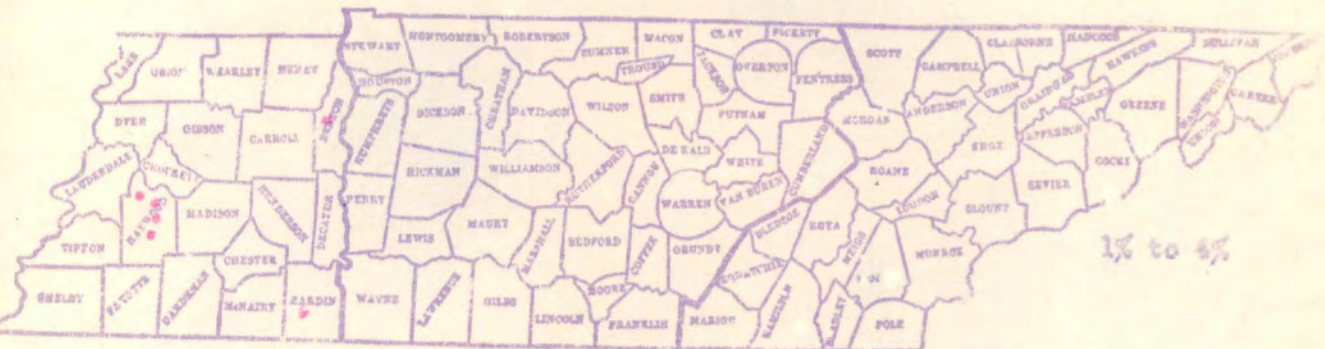 LAKE
OBION
WEAKLEY
HENRY
STEWART
MONTGOMERY
ROBERTSON
SUMNER
MACON
CLAY
PICKETT
SCOTT
CAMPBELL
CLAIBORNE
HANCOCK
HAWKINS
SULLIVAN
HOUSTON
TROUSD
JACKSON
OVERTON
FENTRESS
UNION
GRAINGER
HAMBLEN
GREENE
WASHINGTON
CARTER
UNICOI
DYER
GIBSON
CARROLL
BENTON
HUMPHREYS
DICKSON
CHEATHAM
DAVIDSON
WILSON
SMITH
PUTNAM
MORGAN
ANDERSON
KNOX
JEFFERSON
COCKE
LAUDERDALE
CROCKETT
HICKMAN
WILLIAMSON
RUTHERFORD
CANNON
DE KALB
WHITE
CUMBERLAND
ROANE
LOUDON
BLOUNT
SEVIER
HAYWOOD
MADISON
HENDERSON
DECATUR
PERRY
WARREN
VAN BUREN
TIPTON
CHESTER
LEWIS
MAURY
MARSHALL
BEDFORD
COFFEE
GRUNDY
BLEDSOE
RHEA
MEIGS
MONROE
1% to 4%
SHELBY
FAYETTE
HARDEMAN
McNAIRY
HARDIN
WAYNE
LAWRENCE
GILES
LINCOLN
MOORE
FRANKLIN
MARION
SEQUATCHIE
HAMILTON
BRADLEY
POLK